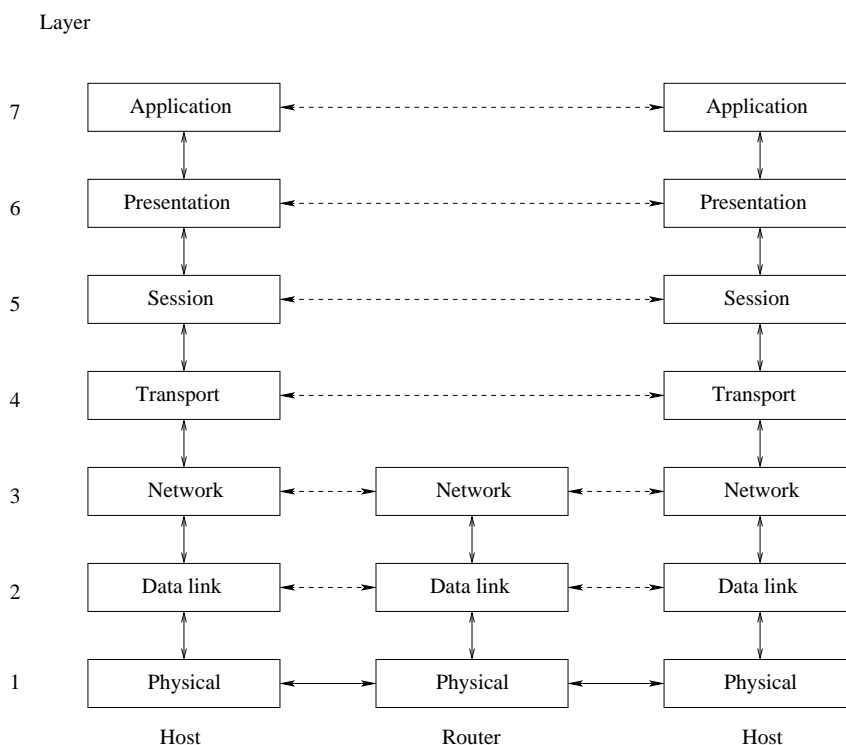 Layer
7 Application Application
6 Presentation Presentation
5 Session Session
4 Transport Transport
3 Network Network Network
2 Data link Data link Data link
1 Physical Physical Physical
Host Router Host